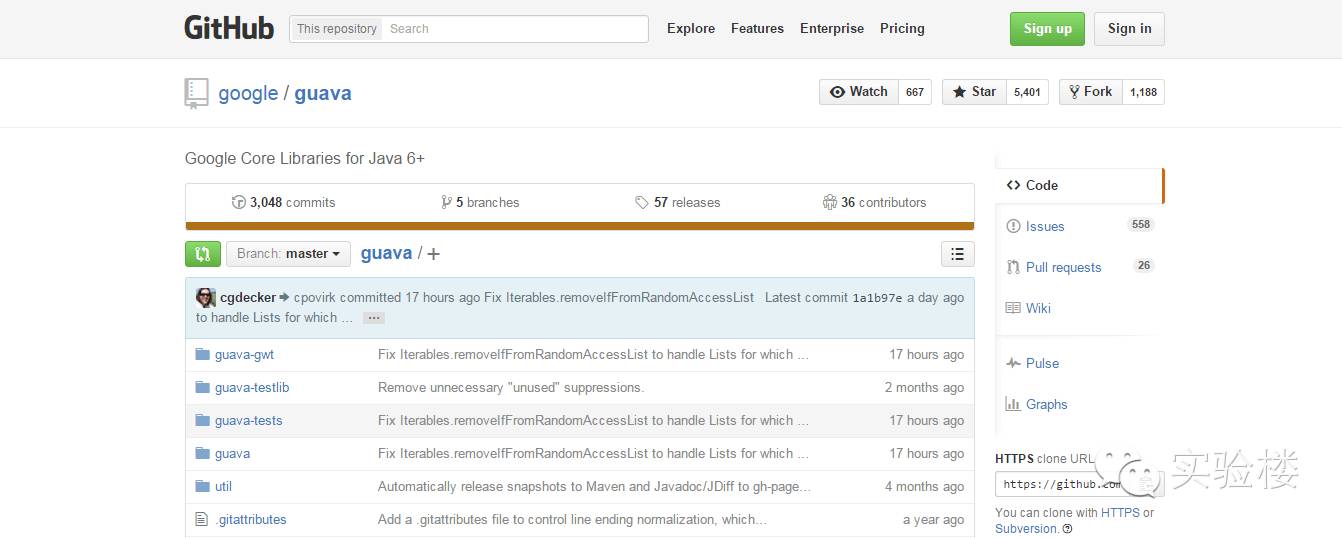 GitHub This repository Search Explore Features Enterprise Pricing Sign up Sign in
google / guava Watch 667 Star 5,401 Fork 1,188
Google Core Libraries for Java 6+
3,048 commits 5 branches 57 releases 36 contributors
Branch: master guava / +
cgdecker cpovirk committed 17 hours ago Fix Iterables.removeIfFromRandomAccessList Latest commit 1a1b97e a day ago
to handle Lists for which … …
guava-gwt Fix Iterables.removeIfFromRandomAccessList to handle Lists for which … 17 hours ago
guava-testlib Remove unnecessary "unused" suppressions. 2 months ago
guava-tests Fix Iterables.removeIfFromRandomAccessList to handle Lists for which … 17 hours ago
guava Fix Iterables.removeIfFromRandomAccessList to handle Lists for which … 17 hours ago
util Automatically release snapshots to Maven and Javadoc/JDiff to gh-page… 4 months ago
.gitattributes Add a .gitattributes file to control line ending normalization, which… a year ago
Code
Issues 558
Pull requests 26
Wiki
Pulse
Graphs
HTTPS clone URL
https://github.com
You can clone with HTTPS or
Subversion.
实验楼